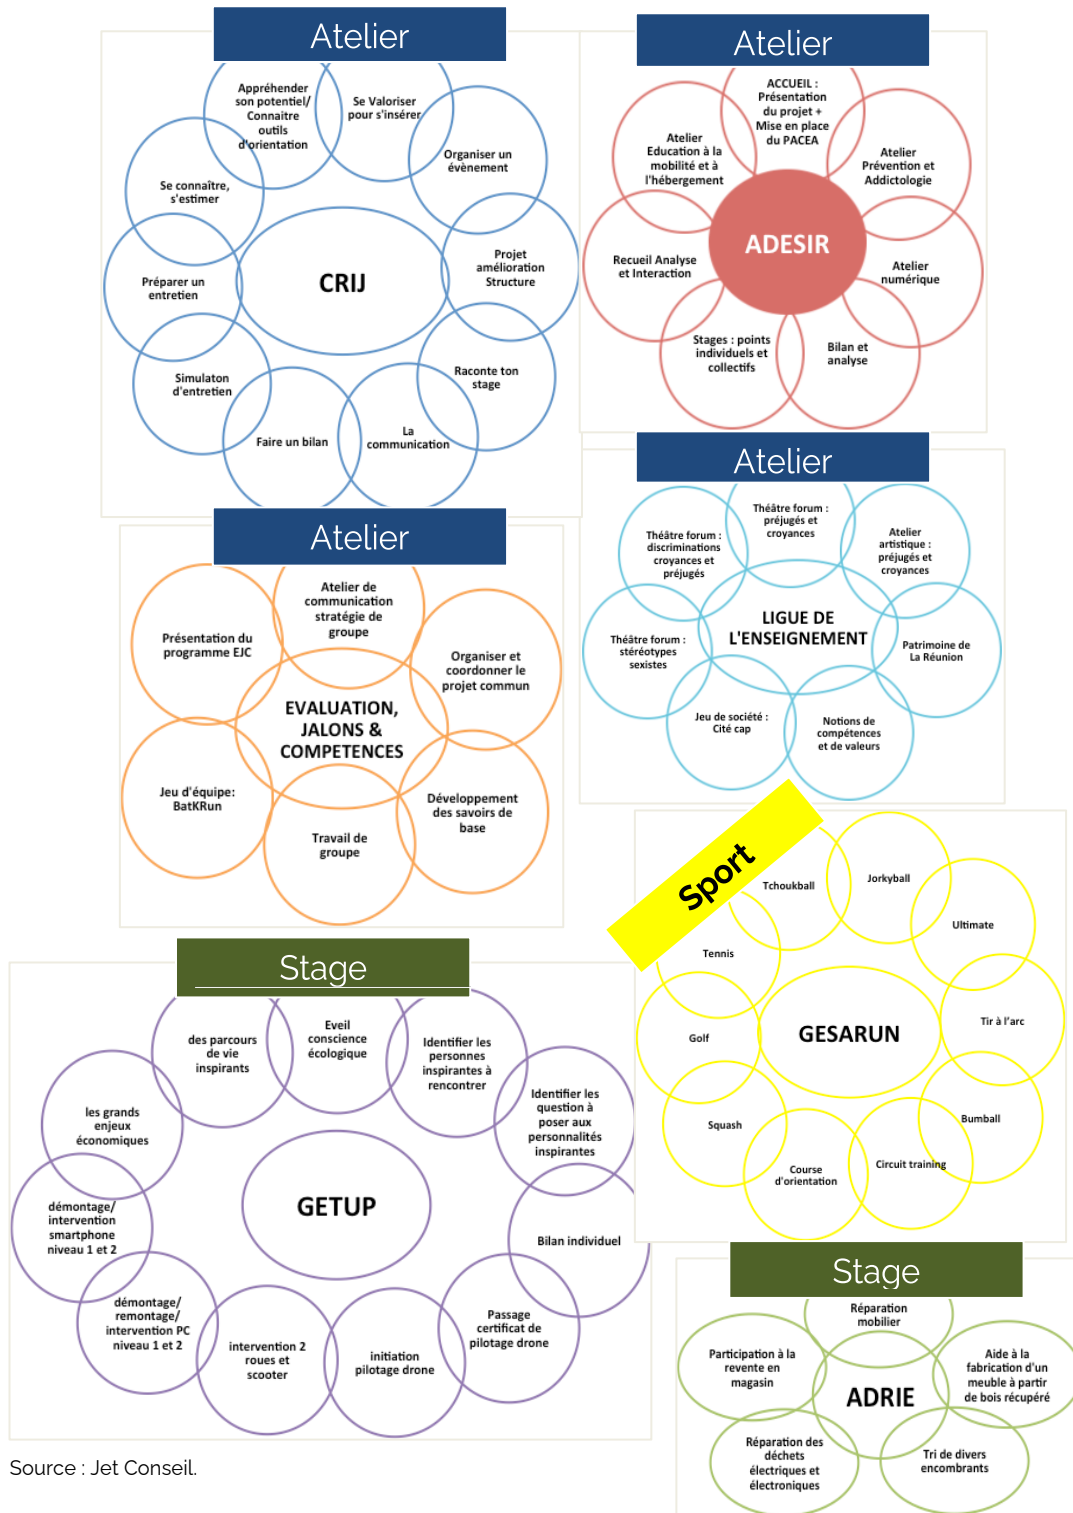 Atelier
Appréhender
son potentiel/
Connaitre
outils
d'orientation
Se Valoriser
pour s'insérer
Organiser un
évènement
Projet
amélioration
Structure
Raconte ton
stage
La
communication
Faire un bilan
Simulaton
d'entretien
Préparer un
entretien
Se connaître,
s'estimer
CRIJ
Atelier
ACCUEIL :
Présentation
du projet +
Mise en place
du PACEA
Atelier
Prévention et
Addictologie
Atelier
numérique
Bilan et
analyse
Stages : points
individuels et
collectifs
Recueil Analyse
et Interaction
Atelier
Education à la
mobilité et à
l'hébergement
ADESIR
Atelier
Théâtre forum :
préjugés et
croyances
Atelier
artistique :
préjugés et
croyances
Patrimoine de
La Réunion
Notions de
compétences
et de valeurs
Jeu de société :
Cité cap
Théâtre forum :
stéréotypes
sexistes
Théâtre forum :
discriminations
croyances et
préjugés
LIGUE DE
L'ENSEIGNEMENT
Atelier
Atelier de
communication
stratégie de
groupe
Organiser et
coordonner le
projet commun
Développement
des savoirs de
base
Travail de
groupe
Jeu d'équipe:
BatKRun
Présentation du
programme EJC
EVALUATION,
JALONS &
COMPETENCES
Sport
Tchoukball
Jorkyball
Ultimate
Tir à l'arc
Bumball
Circuit training
Course
d'orientation
Squash
Golf
Tennis
GESARUN
Stage
des parcours
de vie
inspirants
Eveil
conscience
écologique
Identifier les
personnes
inspirantes à
rencontrer
Identifier les
question à
poser aux
personnalités
inspirantes
Bilan individuel
Passage
certificat de
pilotage drone
initiation
pilotage drone
intervention 2
roues et
scooter
démontage/
remontage/
intervention PC
niveau 1 et 2
démontage/
intervention
smartphone
niveau 1 et 2
les grands
enjeux
économiques
GETUP
Stage
Réparation
mobilier
Aide à la
fabrication d'un
meuble à partir
de bois récupéré
Tri de divers
encombrants
Réparation des
déchets
électriques et
électroniques
Participation à la
revente en
magasin
ADRIE
Source : Jet Conseil.